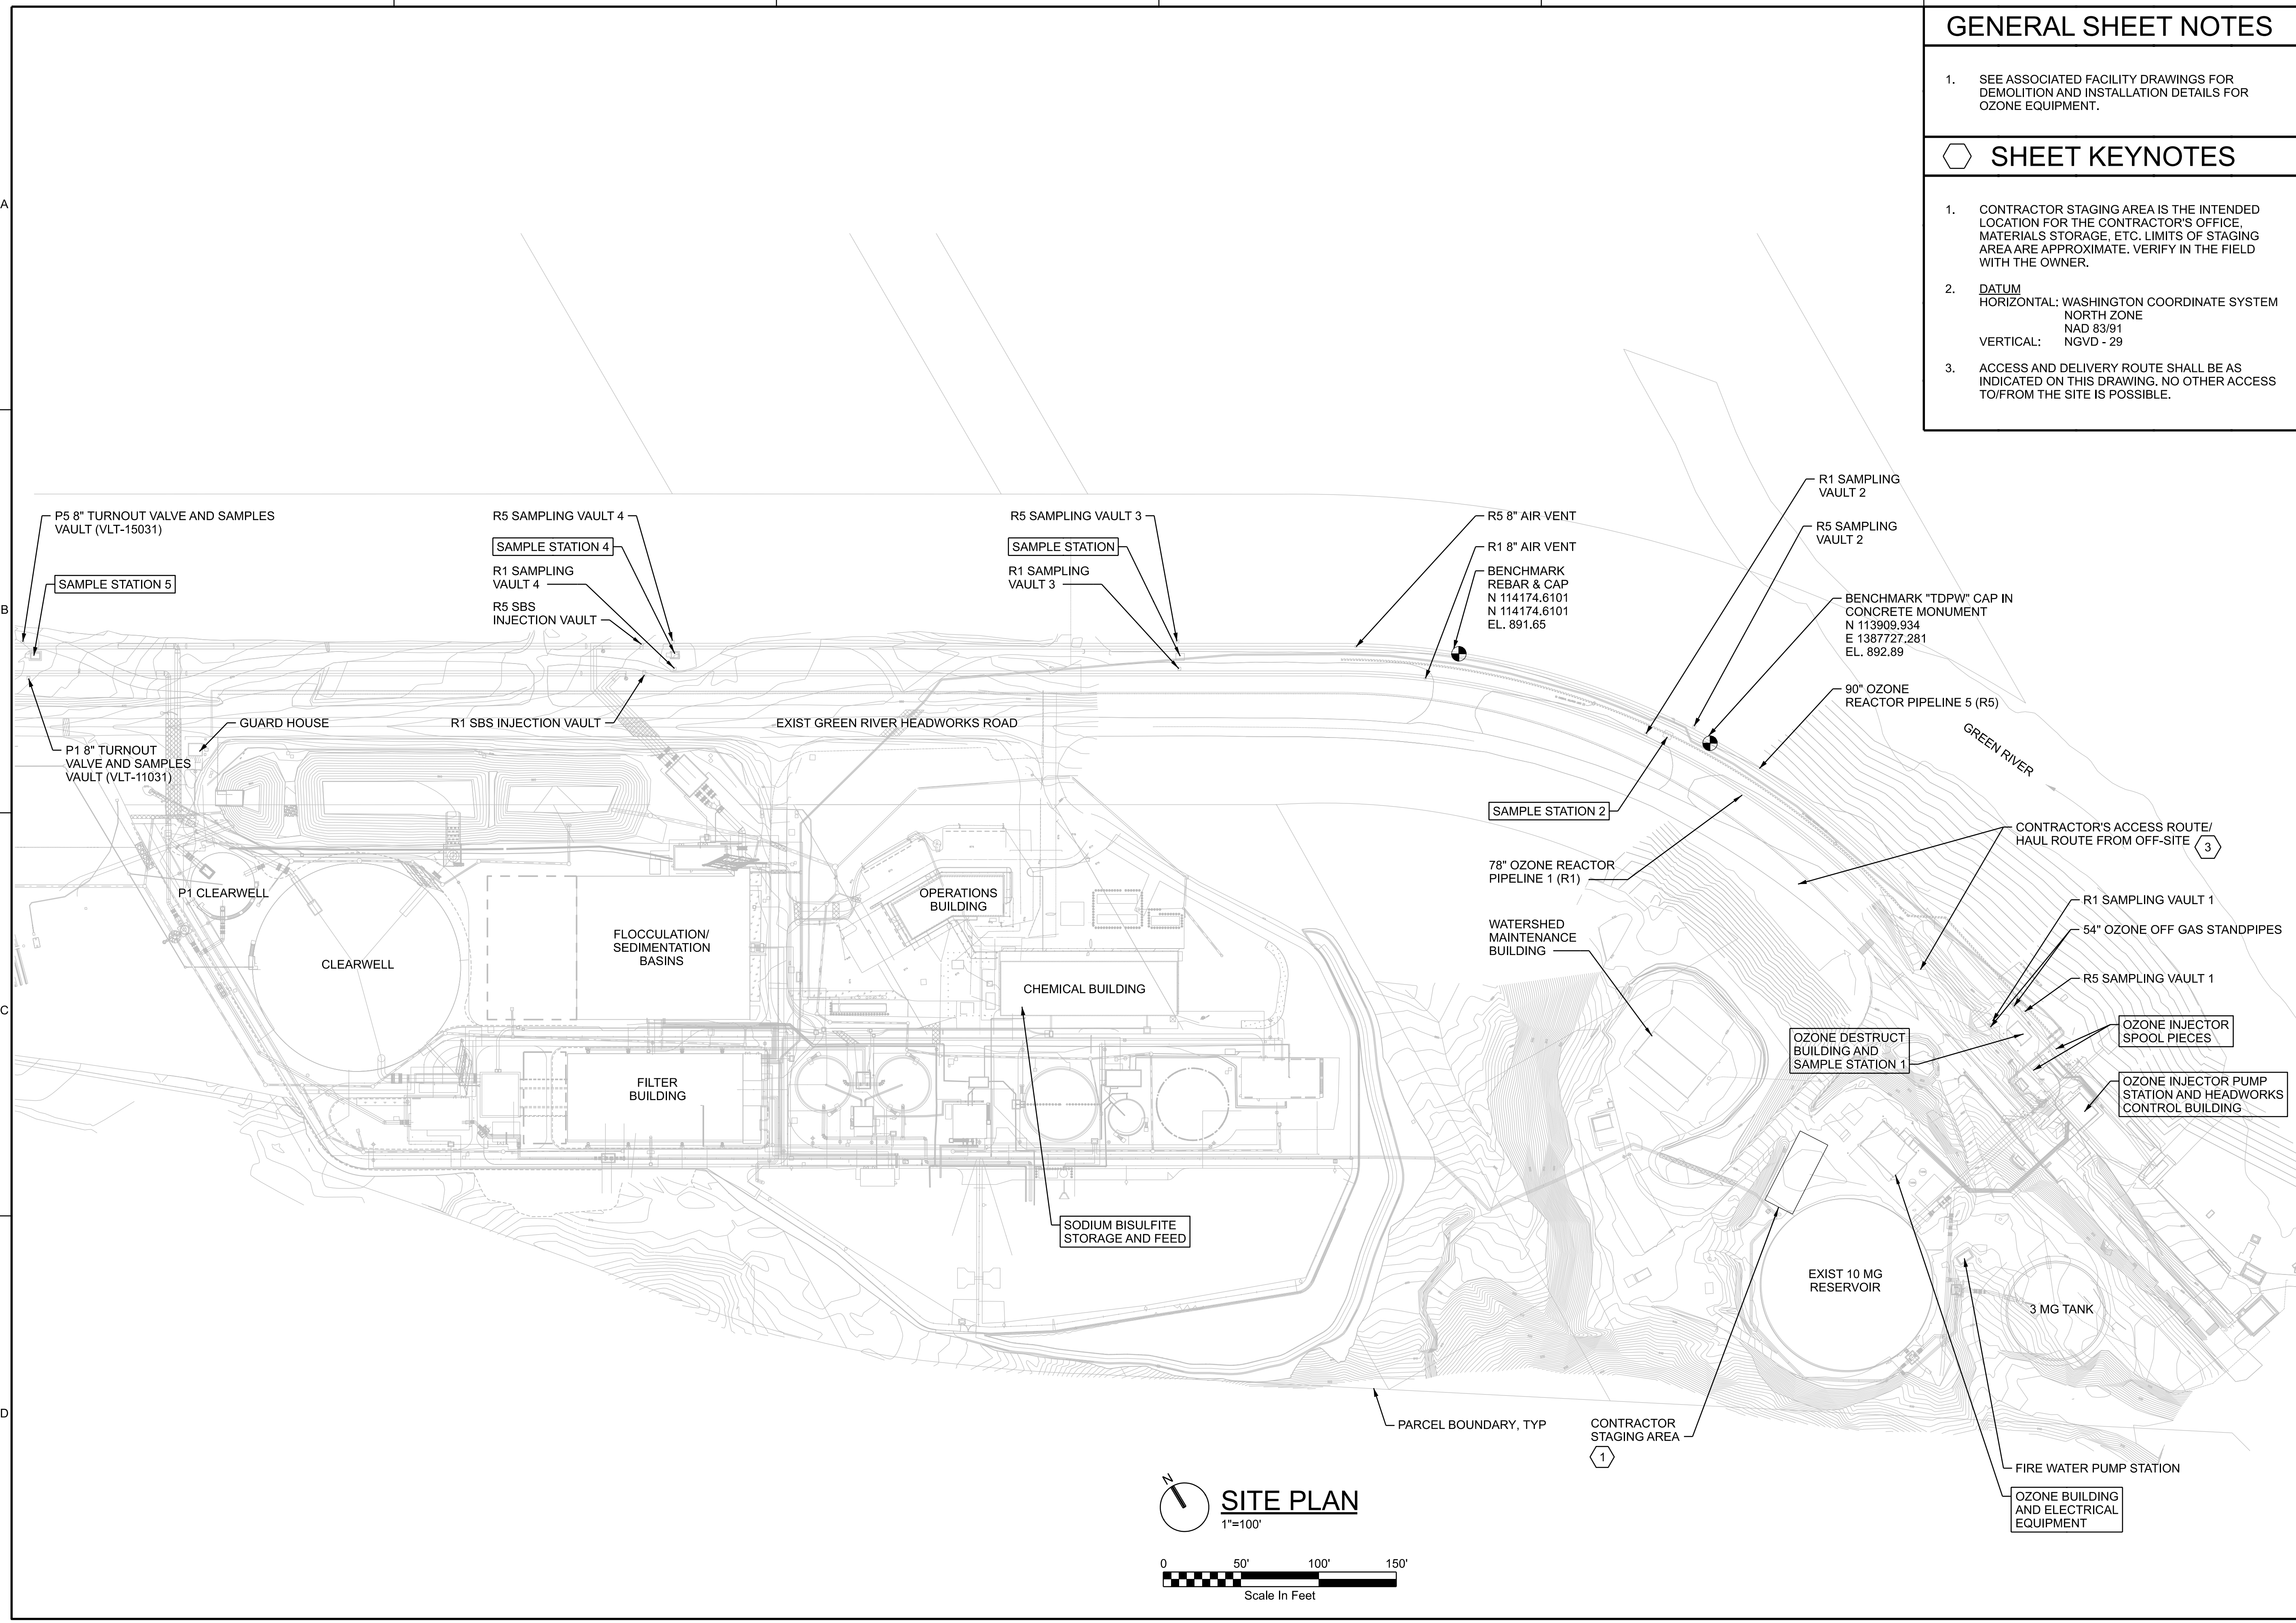 GENERAL SHEET NOTES
1. SEE ASSOCIATED FACILITY DRAWINGS FOR
DEMOLITION AND INSTALLATION DETAILS FOR
OZONE EQUIPMENT.
SHEET KEYNOTES
1. CONTRACTOR STAGING AREA IS THE INTENDED
LOCATION FOR THE CONTRACTOR'S OFFICE,
MATERIALS STORAGE, ETC. LIMITS OF STAGING
AREA ARE APPROXIMATE. VERIFY IN THE FIELD
WITH THE OWNER.
2. DATUM
HORIZONTAL: WASHINGTON COORDINATE SYSTEM
NORTH ZONE
NAD 83/91
VERTICAL: NGVD - 29
3. ACCESS AND DELIVERY ROUTE SHALL BE AS
INDICATED ON THIS DRAWING. NO OTHER ACCESS
TO/FROM THE SITE IS POSSIBLE.
A
B
C
D
P5 8" TURNOUT VALVE AND SAMPLES
VAULT (VLT-15031)
SAMPLE STATION 5
P1 8" TURNOUT
VALVE AND SAMPLES
VAULT (VLT-11031)
GUARD HOUSE
R5 SAMPLING VAULT 4
SAMPLE STATION 4
R1 SAMPLING
VAULT 4
R5 SBS
INJECTION VAULT
R1 SBS INJECTION VAULT
EXIST GREEN RIVER HEADWORKS ROAD
R5 SAMPLING VAULT 3
SAMPLE STATION
R1 SAMPLING
VAULT 3
R5 8" AIR VENT
R1 8" AIR VENT
BENCHMARK
REBAR & CAP
N 114174.6101
N 114174.6101
EL. 891.65
R1 SAMPLING
VAULT 2
R5 SAMPLING
VAULT 2
BENCHMARK "TDPW" CAP IN
CONCRETE MONUMENT
N 113909.934
E 1387727.281
EL. 892.89
90" OZONE
REACTOR PIPELINE 5 (R5)
GREEN RIVER
SAMPLE STATION 2
78" OZONE REACTOR
PIPELINE 1 (R1)
CONTRACTOR'S ACCESS ROUTE/
HAUL ROUTE FROM OFF-SITE 3
WATERSHED
MAINTENANCE
BUILDING
R1 SAMPLING VAULT 1
54" OZONE OFF GAS STANDPIPES
R5 SAMPLING VAULT 1
OZONE INJECTOR
SPOOL PIECES
OZONE DESTRUCT
BUILDING AND
SAMPLE STATION 1
OZONE INJECTOR PUMP
STATION AND HEADWORKS
CONTROL BUILDING
P1 CLEARWELL
CLEARWELL
FLOCCULATION/
SEDIMENTATION
BASINS
OPERATIONS
BUILDING
CHEMICAL BUILDING
FILTER
BUILDING
SODIUM BISULFITE
STORAGE AND FEED
EXIST 10 MG
RESERVOIR
3 MG TANK
PARCEL BOUNDARY, TYP
CONTRACTOR
STAGING AREA
1
FIRE WATER PUMP STATION
OZONE BUILDING
AND ELECTRICAL
EQUIPMENT
N
SITE PLAN
1"=100'
0 50' 100' 150'
Scale In Feet